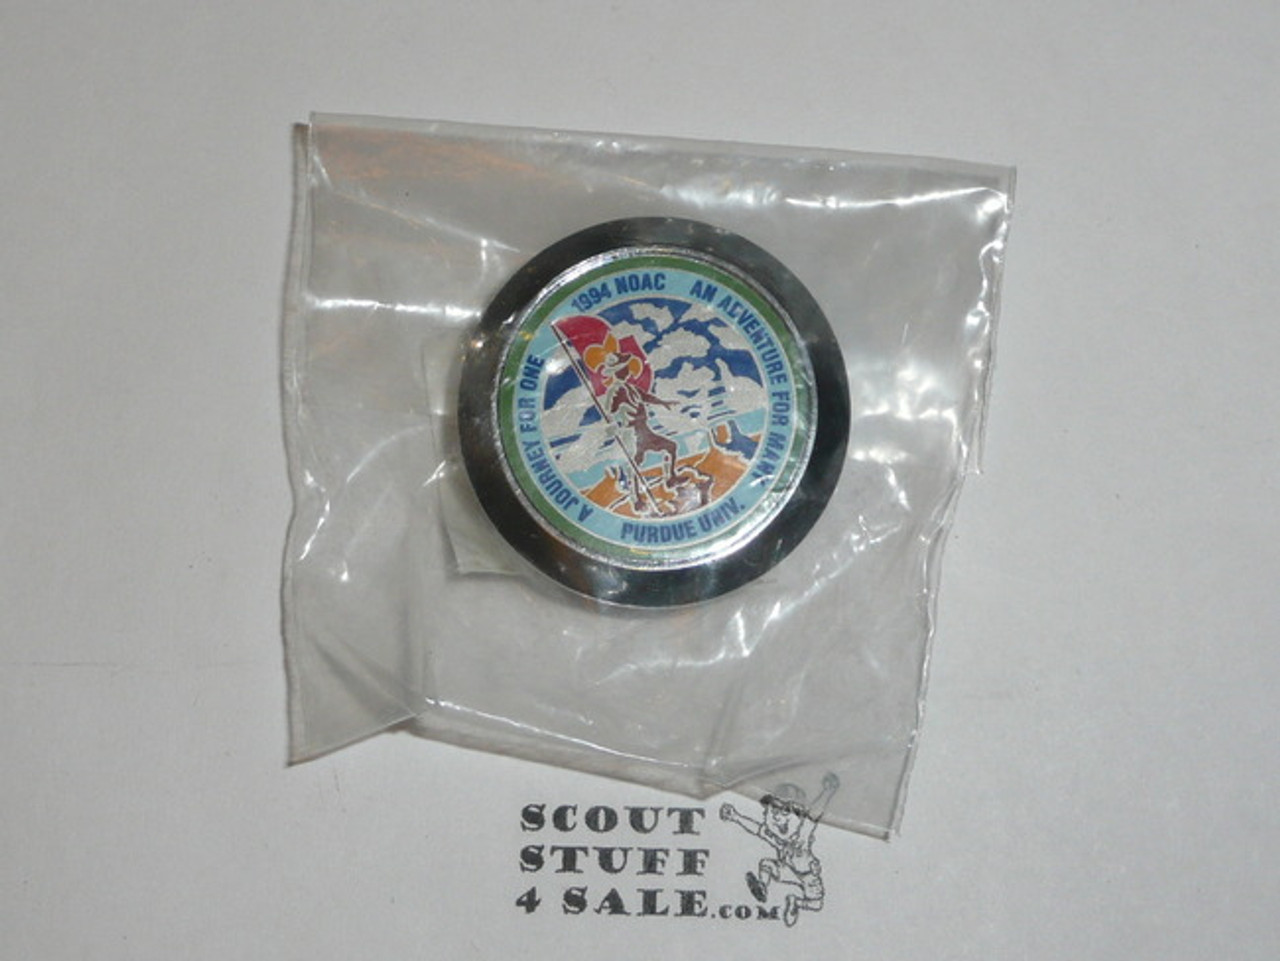 1994 NOAC
AN ADVENTURE FOR MANY
A JOURNEY FOR ONE
PURDUE UNIV.
SCOUT
STUFF
4 SALE.COM